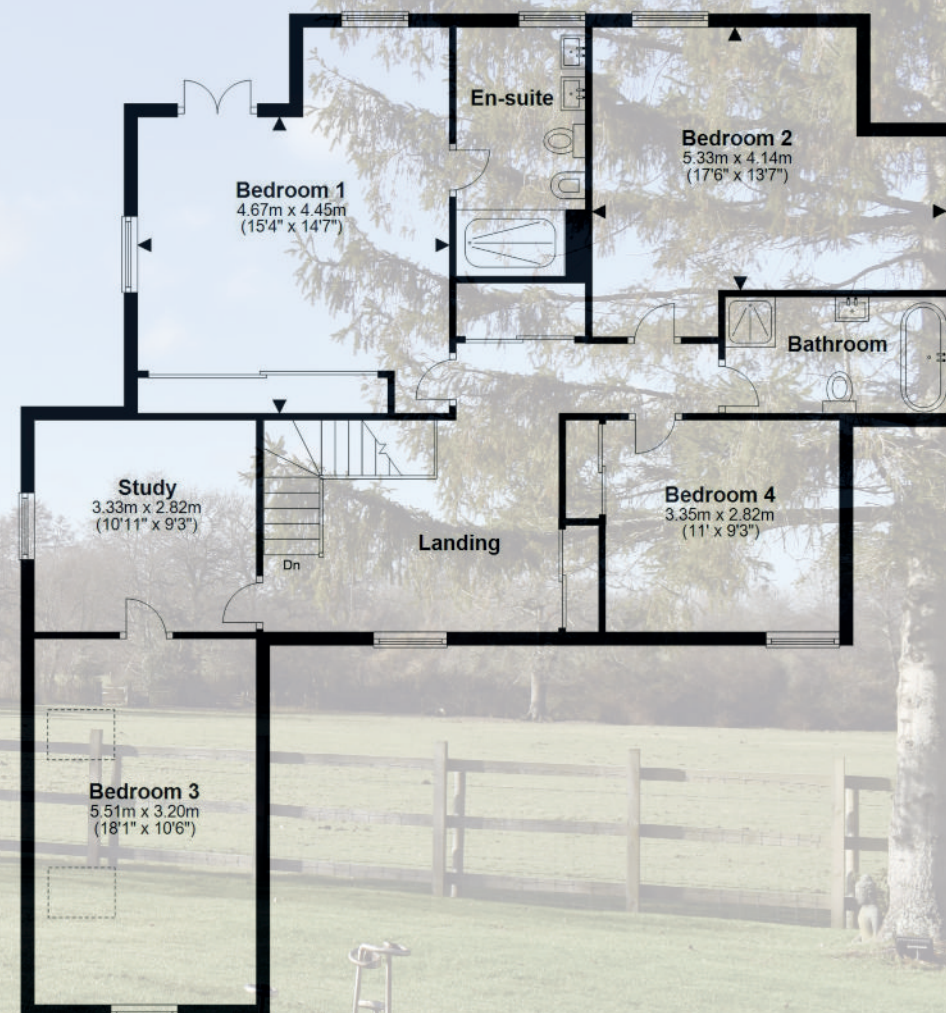 En-suite
Bedroom 2
5.33m x 4.14m
(17'6" x 13'7")
Bedroom 1
4.67m x 4.45m
(15'4" x 14'7")
Bathroom
Study
3.33m x 2.82m
(10'11" x 9'3")
Bedroom 4
3.35m x 2.82m
(11' x 9'3")
Landing
Dn
Bedroom 3
5.51m x 3.20m
(18'1" x 10'6")